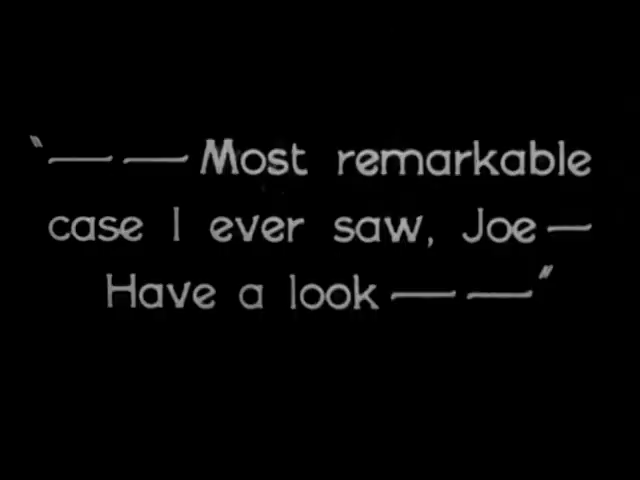 "— — Most remarkable
case I ever saw, Joe —
Have a look — — "